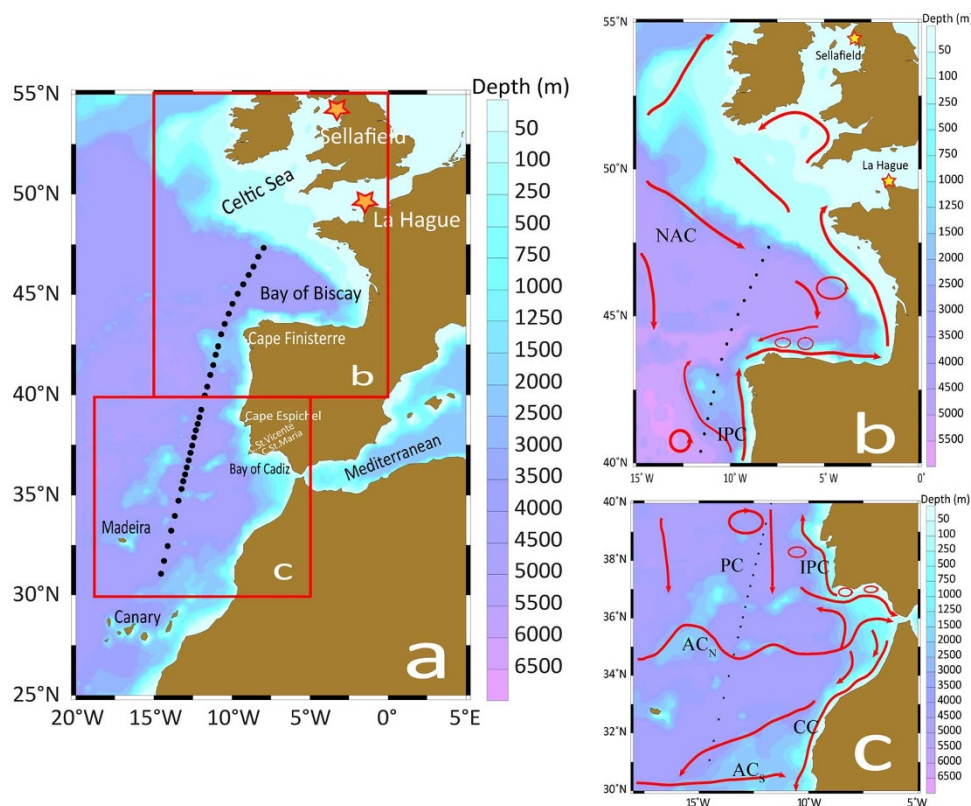 Depth (m)
55°N
50°N
45°N
40°N
35°N
30°N
25°N
20°W
15°W
10°W
5°W
0°
5°E
Sellafield
Celtic Sea
La Hague
Bay of Biscay
Cape Finisterre
b
Cape Espichel
C. St. Vicente
C. St. Maria
Bay of Cadiz
Mediterranean
Madeira
c
Canary
a
50
100
250
500
750
1000
1250
1500
2000
2500
3000
3500
4000
4500
5000
5500
6000
6500
Depth (m)
55°N
50°N
45°N
40°N
15°W
10°W
5°W
0°
Sellafield
La Hague
NAC
IPC
b
50
100
500
1000
1500
2000
2500
3000
3500
4000
4500
5000
5500
Depth (m)
40°N
38°N
36°N
34°N
32°N
30°N
15°W
10°W
5°W
PC
IPC
AC N
CC
AC S
C
50
100
250
500
750
1000
1250
1500
2000
2500
3000
3500
4000
4500
5000
5500
6000
6500